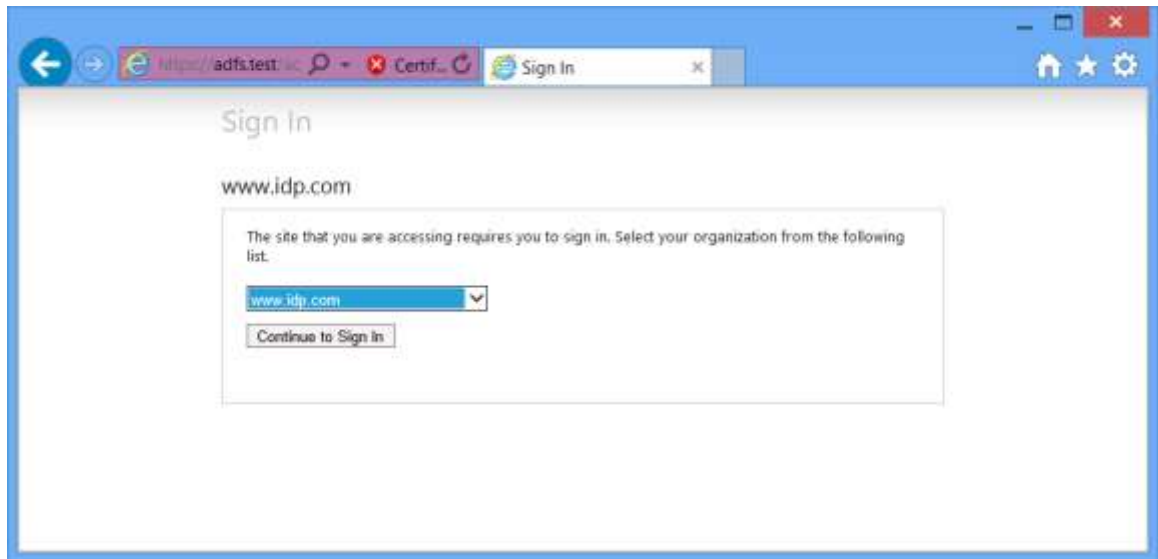 https://adfs.test Certif...
Sign In
Sign In
www.idp.com
The site that you are accessing requires you to sign in. Select your organization from the following
list.
www.idp.com
Continue to Sign In